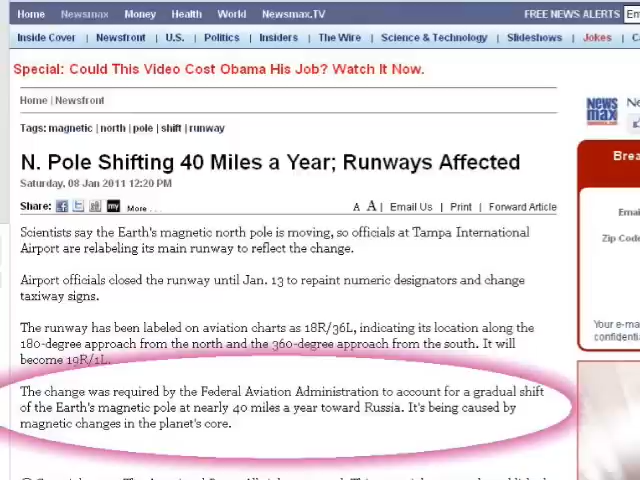 Home Newsmax Money Health World Newsmax.TV FREE NEWS ALERTS
Inside Cover | Newsfront | U.S. | Politics | Insiders | The Wire | Science & Technology | Slideshows | Jokes |
Special: Could This Video Cost Obama His Job? Watch It Now.
Home | Newsfront
NEWS
max
Tags: magnetic | north | pole | shift | runway
N. Pole Shifting 40 Miles a Year; Runways Affected
Saturday, 08 Jan 2011 12:20 PM
Share: my More . . . A A | Email Us | Print | Forward Article
Scientists say the Earth's magnetic north pole is moving, so officials at Tampa International
Airport are relabeling its main runway to reflect the change.
Airport officials closed the runway until Jan. 13 to repaint numeric designators and change
taxiway signs.
The runway has been labeled on aviation charts as 18R/36L, indicating its location along the
180-degree approach from the north and the 360-degree approach from the south. It will
become 19R/1L.
The change was required by the Federal Aviation Administration to account for a gradual shift
of the Earth's magnetic pole at nearly 40 miles a year toward Russia. It's being caused by
magnetic changes in the planet's core.
Zip Code
Your e-ma